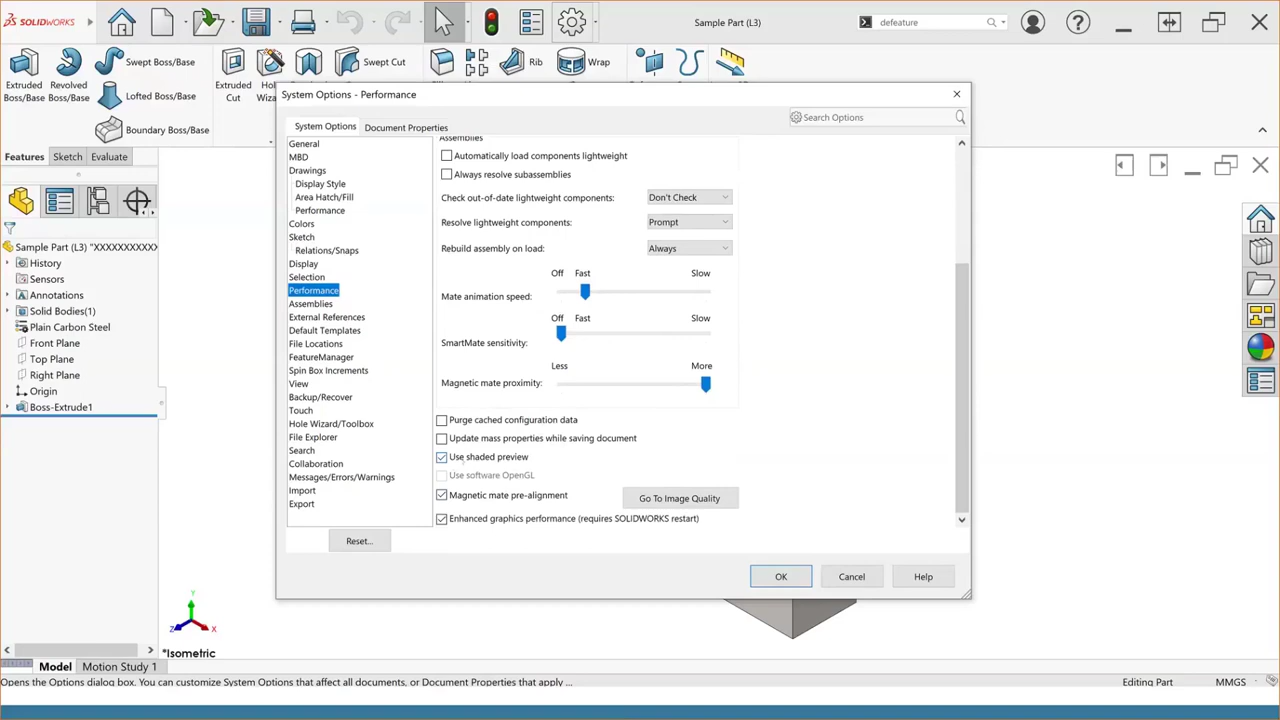 SOLIDWORKS
Sample Part (L3)
defeature
Extruded Boss/Base
Revolved Boss/Base
Swept Boss/Base
Lofted Boss/Base
Boundary Boss/Base
Extruded Cut
Swept Cut
Rib
Wrap
Features
Sketch
Evaluate
Sample Part (L3) "XXXXXXXXXXX
History
Sensors
Annotations
Solid Bodies(1)
Plain Carbon Steel
Front Plane
Top Plane
Right Plane
Origin
Boss-Extrude1
System Options - Performance
System Options
Document Properties
Search Options
General
MBD
Drawings
Display Style
Area Hatch/Fill
Performance
Colors
Sketch
Relations/Snaps
Display
Selection
Performance
Assemblies
External References
Default Templates
File Locations
FeatureManager
Spin Box Increments
View
Backup/Recover
Touch
Hole Wizard/Toolbox
File Explorer
Search
Collaboration
Messages/Errors/Warnings
Import
Export
Reset...
Assemblies
Automatically load components lightweight
Always resolve subassemblies
Check out-of-date lightweight components: Don't Check
Resolve lightweight components: Prompt
Rebuild assembly on load: Always
Off Fast Slow
Mate animation speed:
Off Fast Slow
SmartMate sensitivity:
Less More
Magnetic mate proximity:
Purge cached configuration data
Update mass properties while saving document
Use shaded preview
Use software OpenGL
Magnetic mate pre-alignment
Go To Image Quality
Enhanced graphics performance (requires SOLIDWORKS restart)
OK
Cancel
Help
Y
Z
X
*Isometric
Model
Motion Study 1
Opens the Options dialog box. You can customize System Options that affect all documents, or Document Properties that apply ...
Editing Part
MMGS